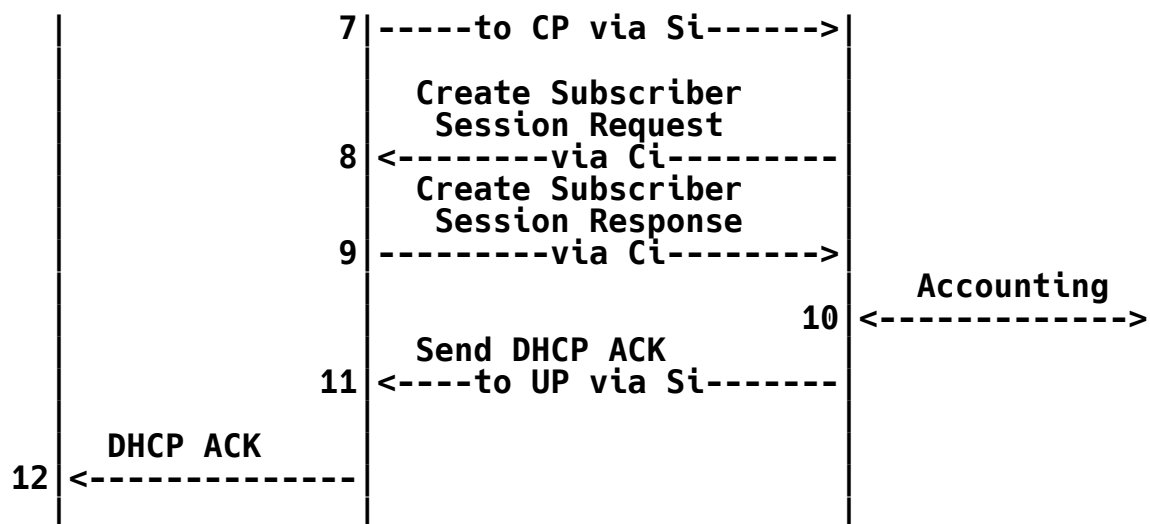 7|-----to CP via Si------>|
Create Subscriber
Session Request
8|<--------via Ci---------
Create Subscriber
Session Response
9|---------via Ci-------->
Accounting
10|<------------->
Send DHCP ACK
11|<----to UP via Si-------
DHCP ACK
12|<--------------